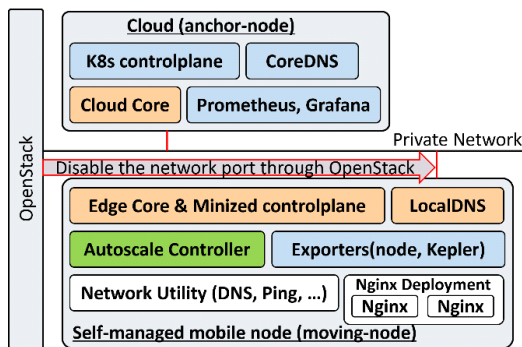 OpenStack
Cloud (anchor-node)
K8s controlplane
CoreDNS
Cloud Core
Prometheus, Grafana
Private Network
Disable the network port through OpenStack
Edge Core & Minized controlplane
LocalDNS
Autoscale Controller
Exporters(node, Kepler)
Network Utility (DNS, Ping, ...)
Nginx Deployment
Nginx
Nginx
Self-managed mobile node (moving-node)